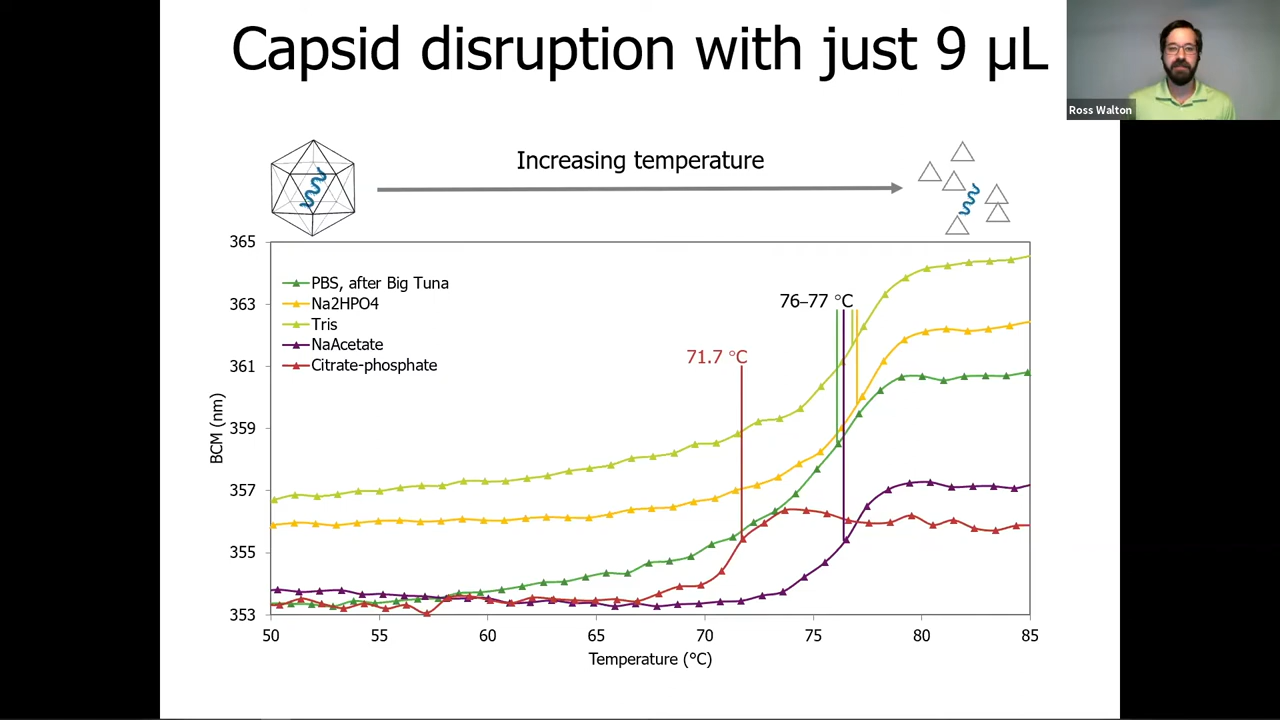 Capsid disruption with just 9 µL
Ross Walton
Increasing temperature
365
363
361
359
357
355
353
BCM (nm)
PBS, after Big Tuna
Na2HPO4
Tris
NaAcetate
Citrate-phosphate
71.7 °C
76–77 °C
50 55 60 65 70 75 80 85
Temperature (°C)